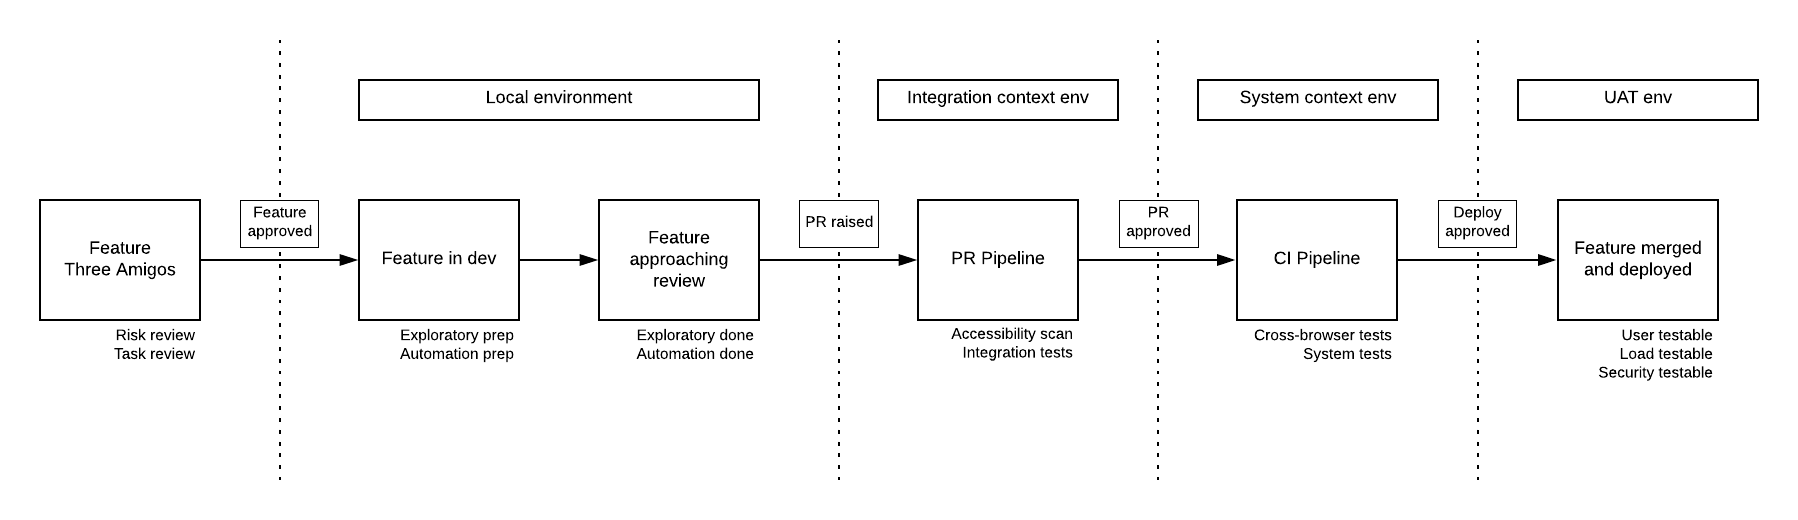 Local environment
Integration context env
System context env
UAT env
Feature
Three Amigos
Feature
approved
Feature in dev
Feature
approaching
review
PR raised
PR Pipeline
PR
approved
CI Pipeline
Deploy
approved
Feature merged
and deployed
Risk review
Task review
Exploratory prep
Automation prep
Exploratory done
Automation done
Accessibility scan
Integration tests
Cross-browser tests
System tests
User testable
Load testable
Security testable